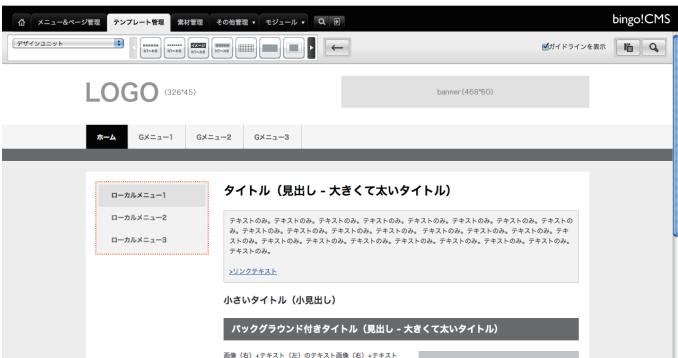 メニュー&ページ管理 テンプレート管理 素材管理 その他管理 モジュール bingo!CMS
デザインユニット ガイドラインを表示
LOGO (326*45) banner(468*60)
ホーム Gメニュー1 Gメニュー2 Gメニュー3
ローカルメニュー1
ローカルメニュー2
ローカルメニュー3
タイトル（見出し - 大きくて太いタイトル）
テキストのみ。テキストのみ。テキストのみ。テキストのみ。テキストのみ。テキストのみ。テキストのみ。テキストの
み。テキストのみ。テキストのみ。テキストのみ。テキストのみ。 テキストのみ。テキストのみ。テキストのみ。テキ
ストのみ。テキストのみ。テキストのみ。テキストのみ。テキストのみ。テキストのみ。テキストのみ。テキストのみ。
テキストのみ。
>リンクテキスト
小さいタイトル（小見出し）
バックグラウンド付きタイトル（見出し - 大きくて太いタイトル）
画像（右）+テキスト（左）のテキスト画像（右）+テキスト